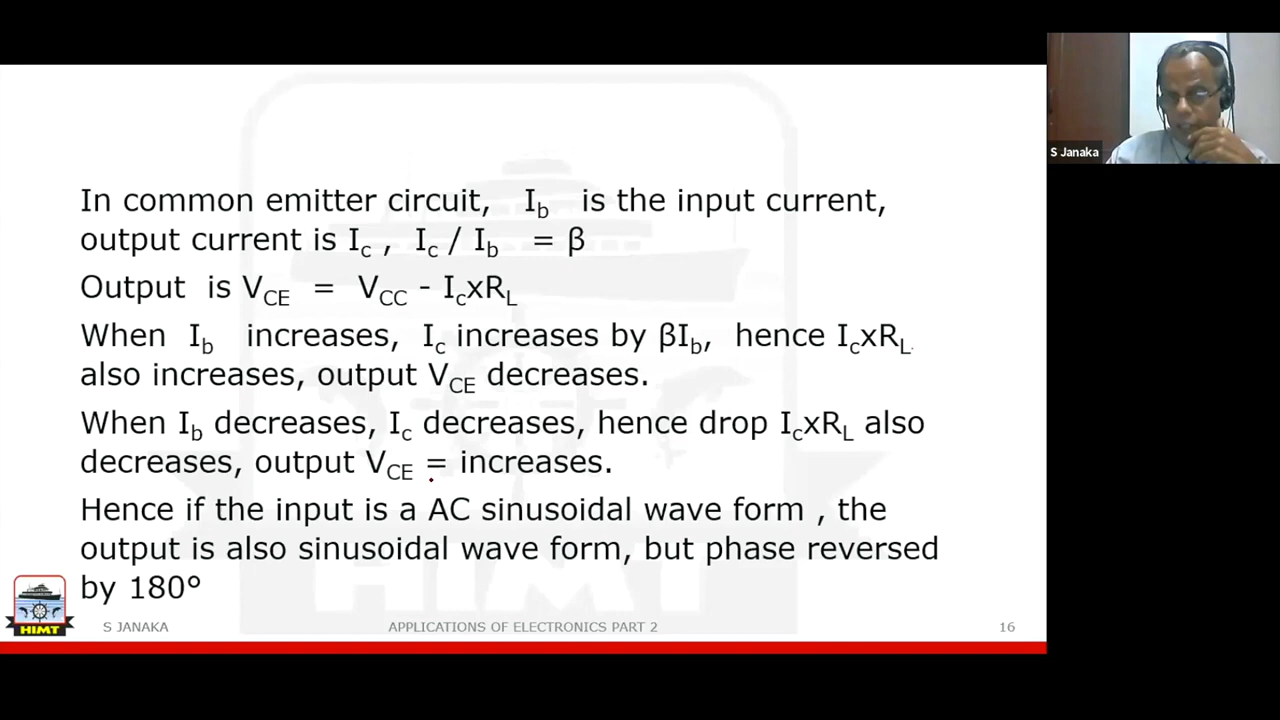 S Janaka
In common emitter circuit, I_b is the input current,
output current is I_c , I_c / I_b = β
Output is V_CE = V_CC - I_cxR_L
When I_b increases, I_c increases by βI_b, hence I_cxR_L
also increases, output V_CE decreases.
When I_b decreases, I_c decreases, hence drop I_cxR_L also
decreases, output V_CE = increases.
Hence if the input is a AC sinusoidal wave form , the
output is also sinusoidal wave form, but phase reversed
by 180°
HIMT
HIMT
S JANAKA APPLICATIONS OF ELECTRONICS PART 2 16